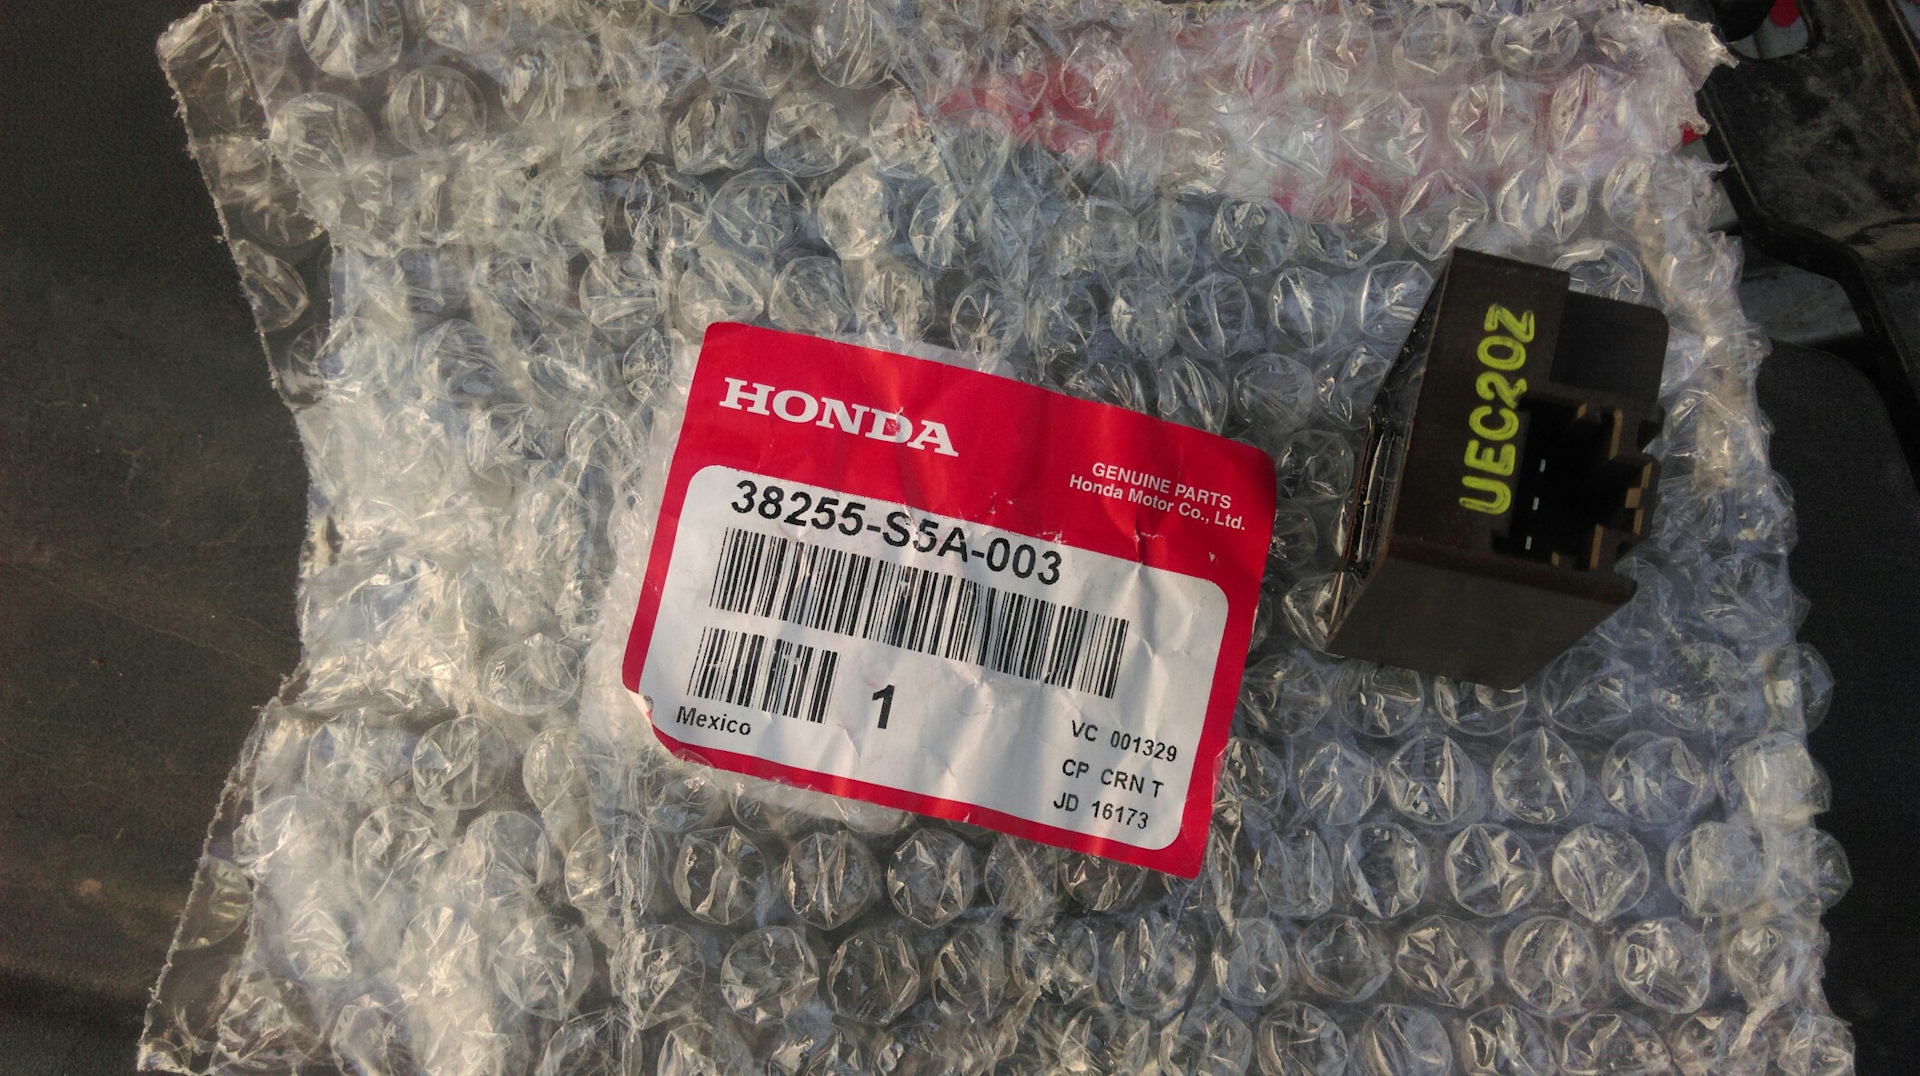 HONDA
GENUINE PARTS
Honda Motor Co., Ltd.
38255-S5A-003
1
Mexico
VC 001329
CP CRN T
JD 16173
UEC20Z